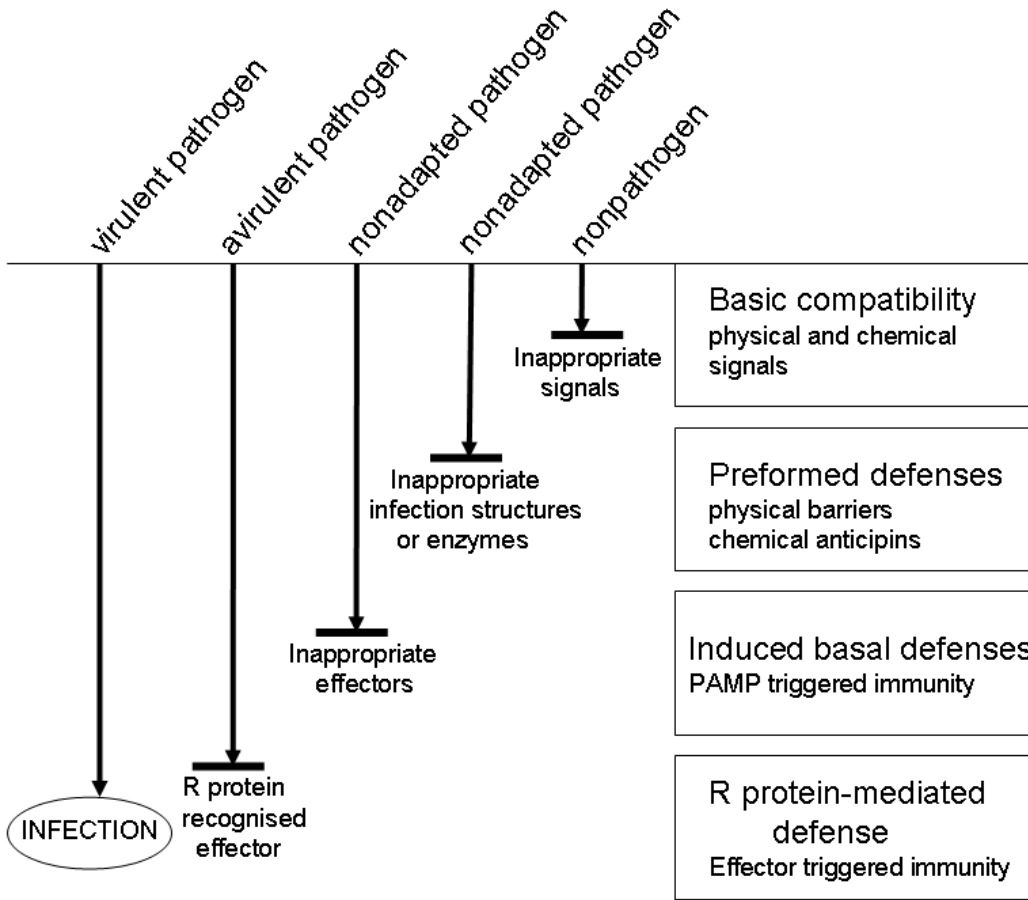 virulent pathogen
avirulent pathogen
nonadapted pathogen
nonadapted pathogen
nonpathogen
Basic compatibility
physical and chemical
signals
Inappropriate
signals
Preformed defenses
physical barriers
chemical anticipins
Inappropriate
infection structures
or enzymes
Induced basal defenses
PAMP triggered immunity
Inappropriate
effectors
R protein-mediated
defense
Effector triggered immunity
R protein
recognised
effector
INFECTION